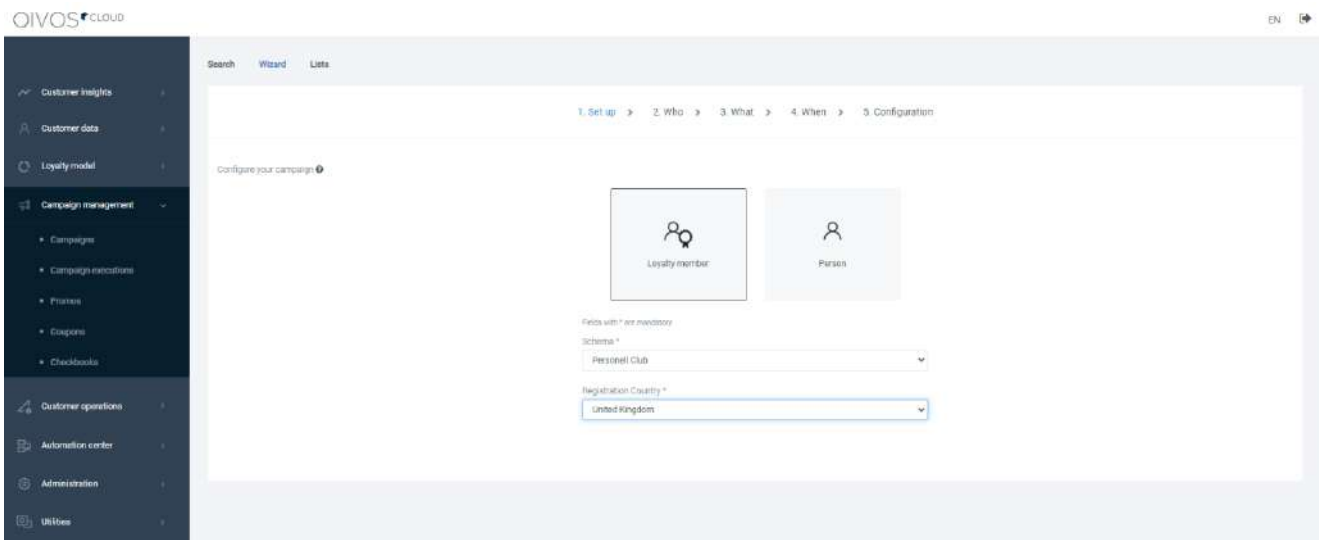 OIVOS CLOUD
EN
Search Wizard Lists
Customer insights
Customer data
Loyalty model
Campaign management
Campaigns
Campaign executions
Promos
Coupons
Checkbooks
Customer operations
Automation center
Administration
Utilities
1. Set up > 2. Who > 3. What > 4. When > 5. Configuration
Configure your campaign
Loyalty member
Person
Fields with * are mandatory
Schema *
Personell Club
Registration Country *
United Kingdom